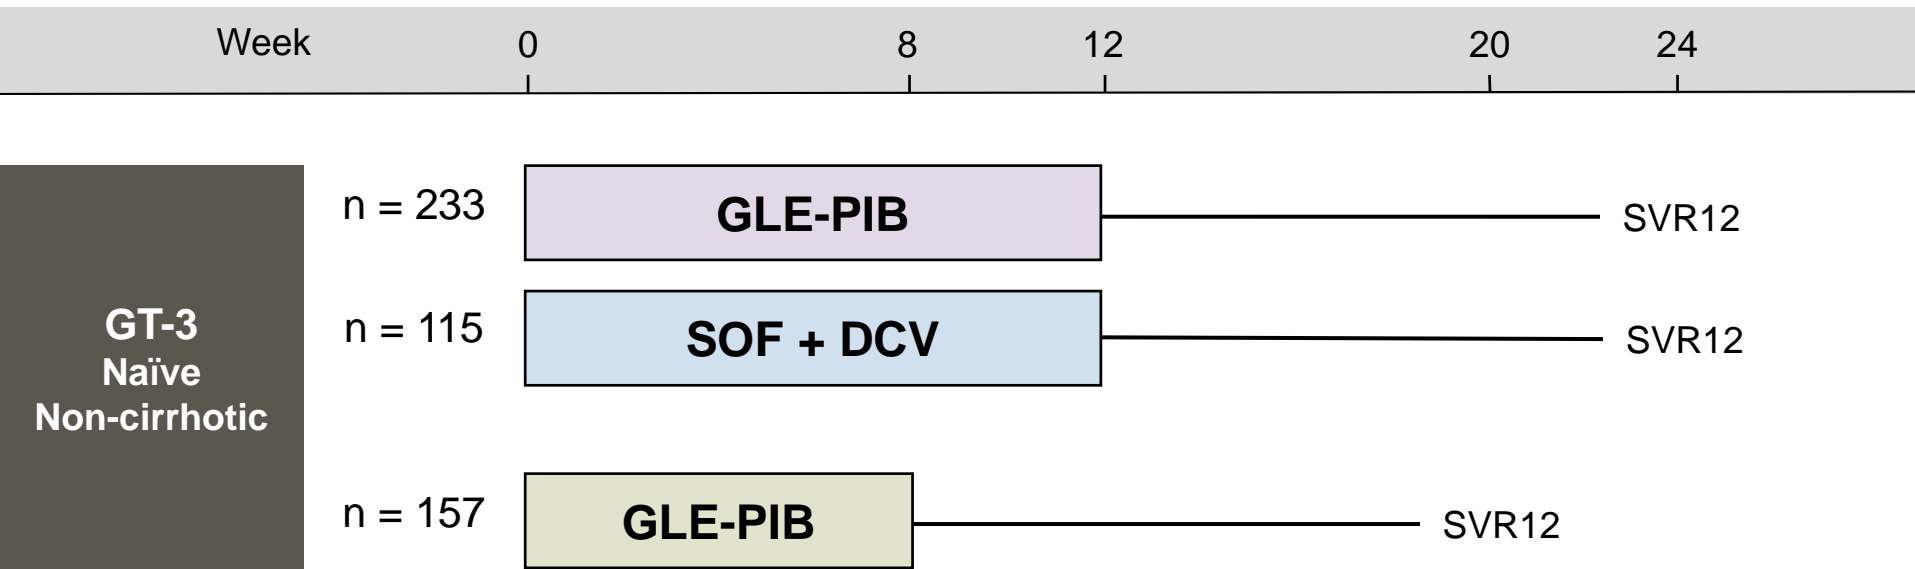 Week 0 8 12 20 24
GT-3
Naïve
Non-cirrhotic
n = 233 GLE-PIB SVR12
n = 115 SOF + DCV SVR12
n = 157 GLE-PIB SVR12